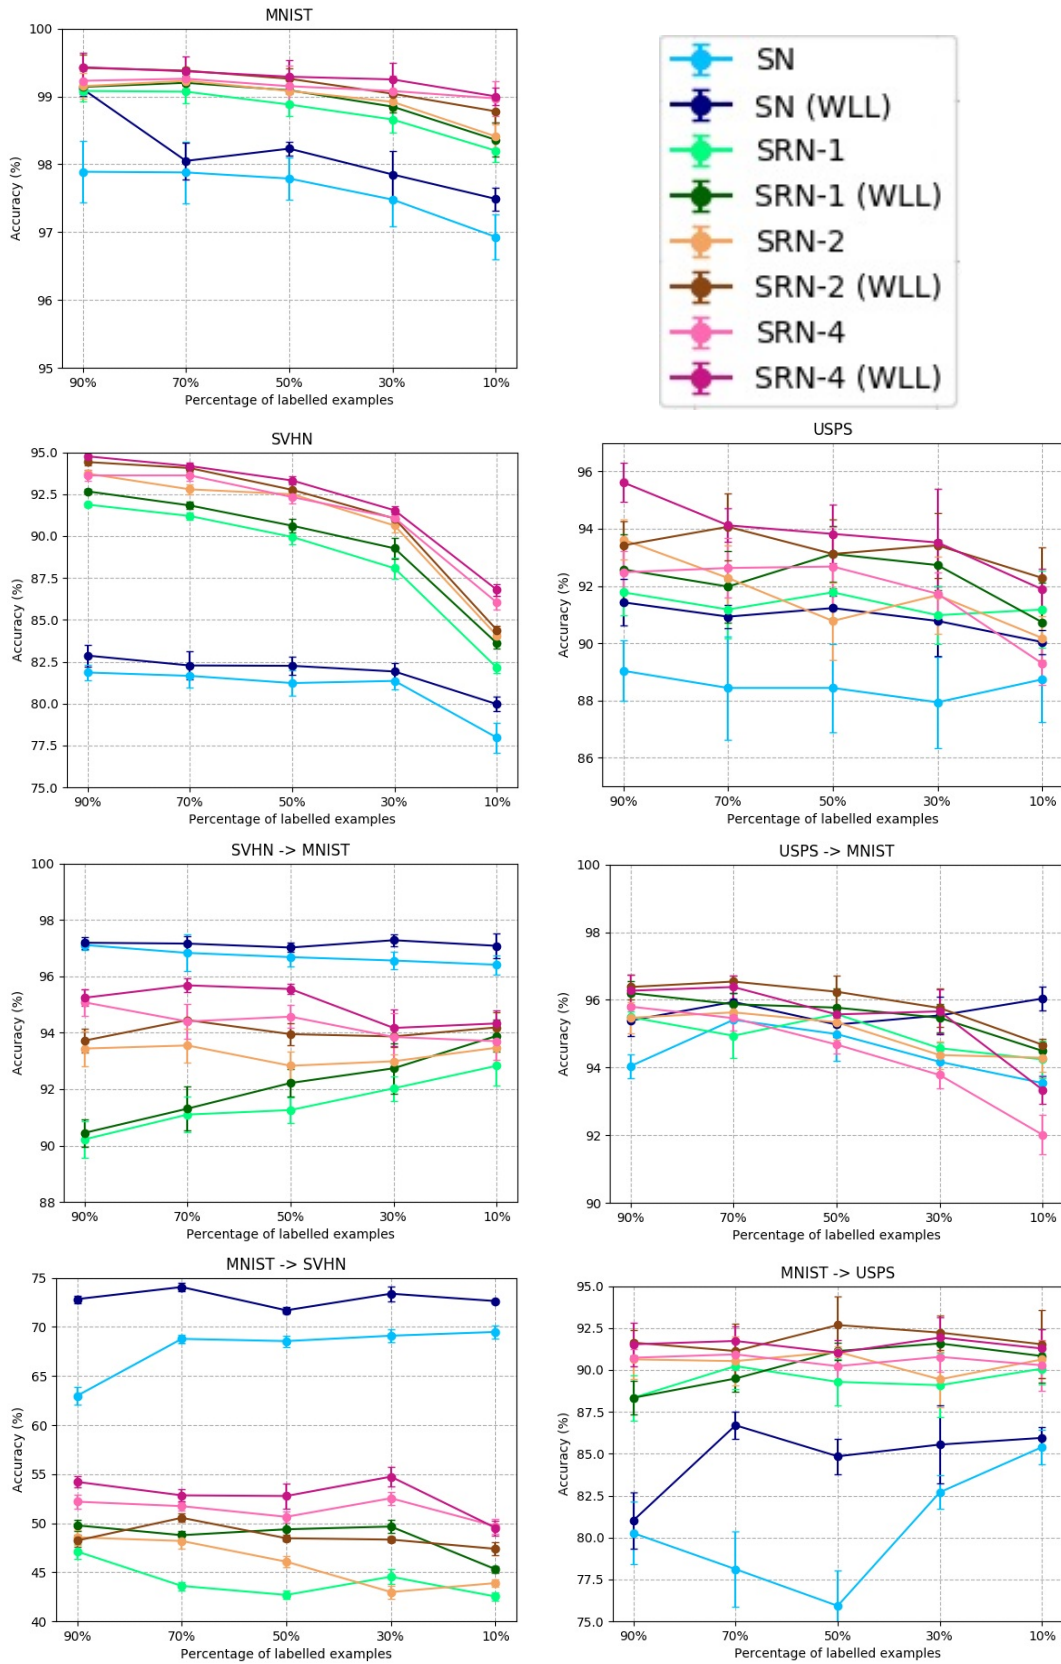 MNIST
100
99
98
97
96
95
Accuracy (%)
90% 70% 50% 30% 10%
Percentage of labelled examples
SN
SN (WLL)
SRN-1
SRN-1 (WLL)
SRN-2
SRN-2 (WLL)
SRN-4
SRN-4 (WLL)
SVHN
95.0
92.5
90.0
87.5
85.0
82.5
80.0
77.5
75.0
Accuracy (%)
90% 70% 50% 30% 10%
Percentage of labelled examples
USPS
96
94
92
90
88
86
Accuracy (%)
90% 70% 50% 30% 10%
Percentage of labelled examples
SVHN -> MNIST
100
98
96
94
92
90
88
Accuracy (%)
90% 70% 50% 30% 10%
Percentage of labelled examples
USPS -> MNIST
100
98
96
94
92
90
Accuracy (%)
90% 70% 50% 30% 10%
Percentage of labelled examples
MNIST -> SVHN
75
70
65
60
55
50
45
40
Accuracy (%)
90% 70% 50% 30% 10%
Percentage of labelled examples
MNIST -> USPS
95.0
92.5
90.0
87.5
85.0
82.5
80.0
77.5
75.0
Accuracy (%)
90% 70% 50% 30% 10%
Percentage of labelled examples